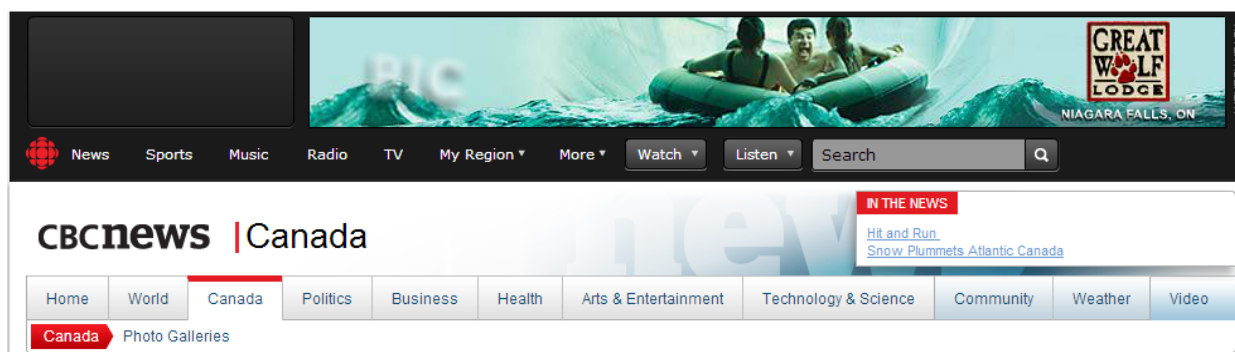 GREAT
WOLF
LODGE
NIAGARA FALLS, ON
News Sports Music Radio TV My Region More Watch Listen Search
IN THE NEWS
CBCnews | Canada
Hit and Run
Snow Plummets Atlantic Canada
Home World Canada Politics Business Health Arts & Entertainment Technology & Science Community Weather Video
Canada Photo Galleries